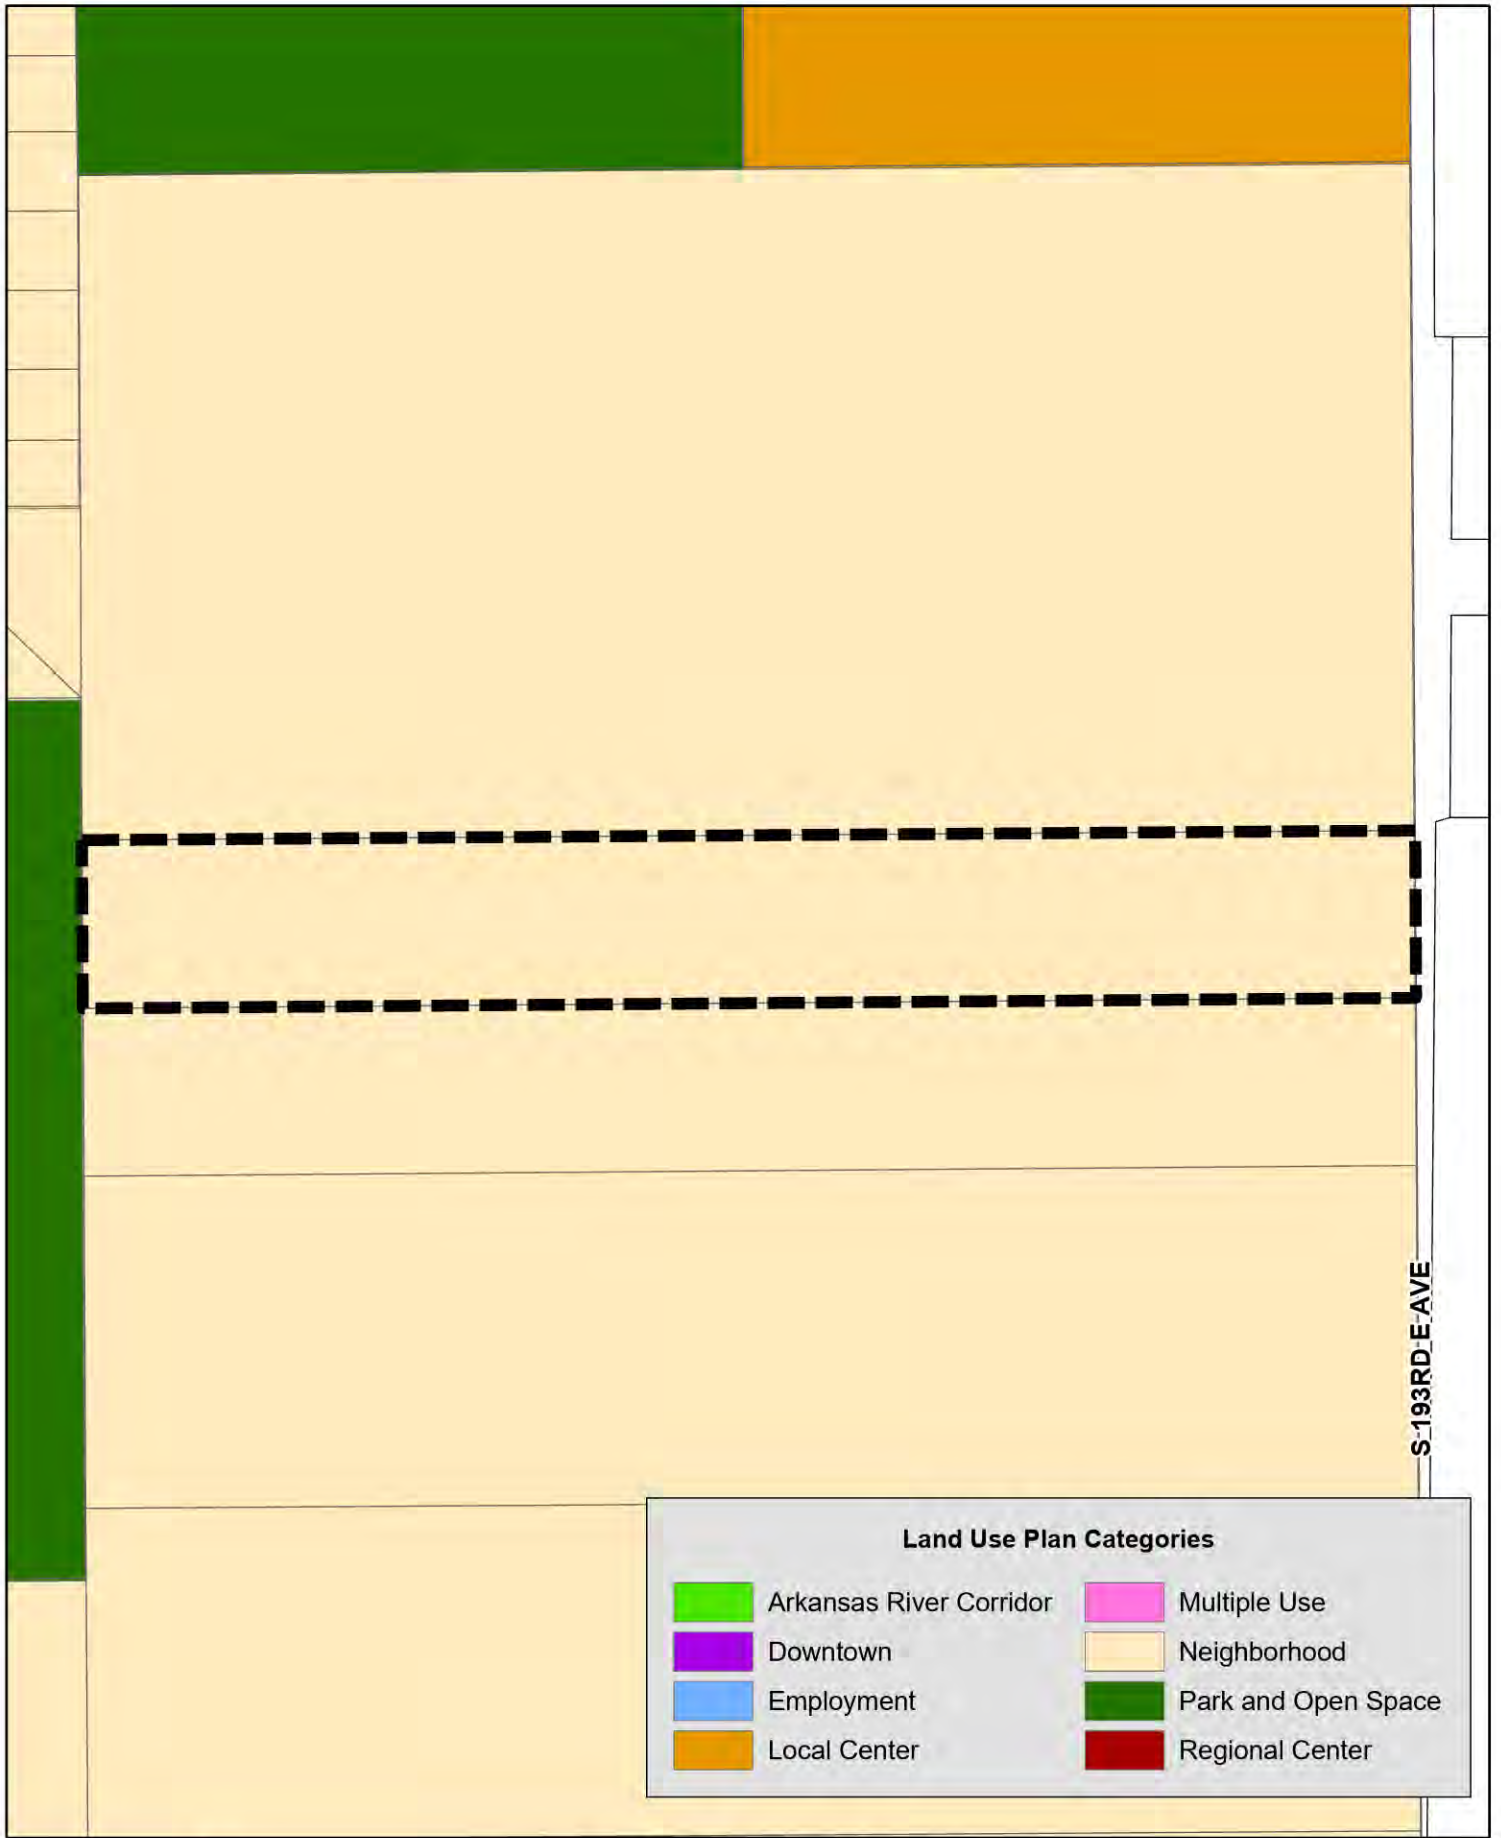 S 193RD E AVE
Land Use Plan Categories
Arkansas River Corridor
Downtown
Employment
Local Center
Multiple Use
Neighborhood
Park and Open Space
Regional Center